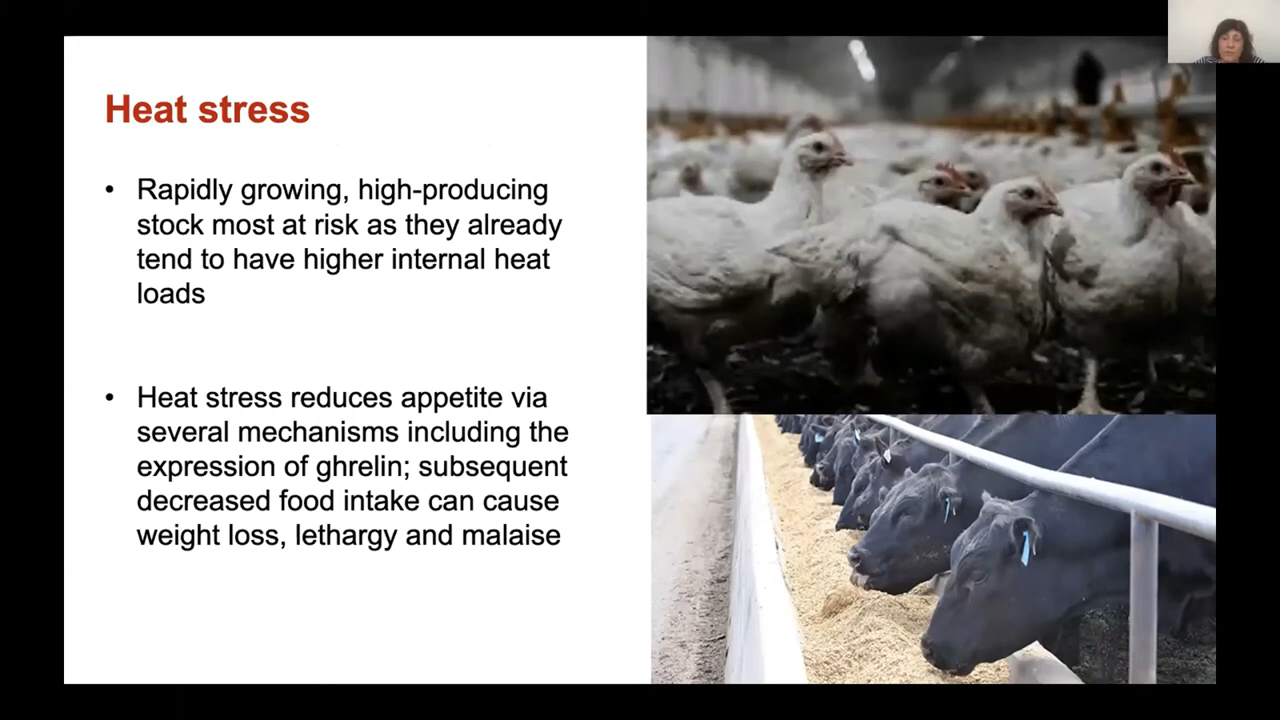 Heat stress
• Rapidly growing, high-producing
stock most at risk as they already
tend to have higher internal heat
loads
• Heat stress reduces appetite via
several mechanisms including the
expression of ghrelin; subsequent
decreased food intake can cause
weight loss, lethargy and malaise